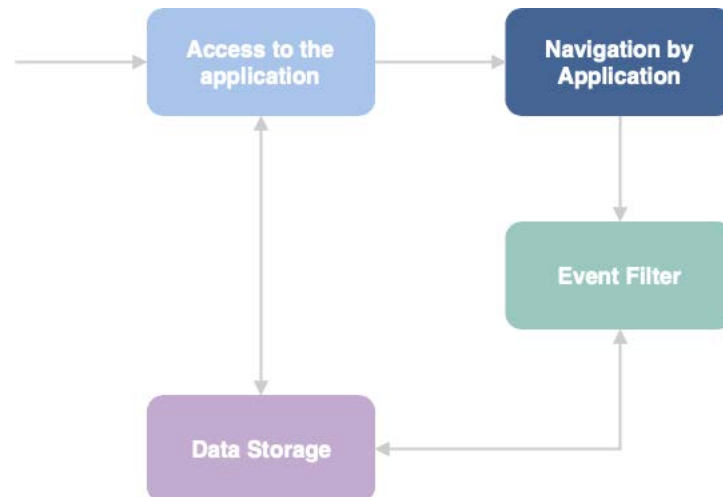 Access to the
application
Navigation by
Application
Event Filter
Data Storage